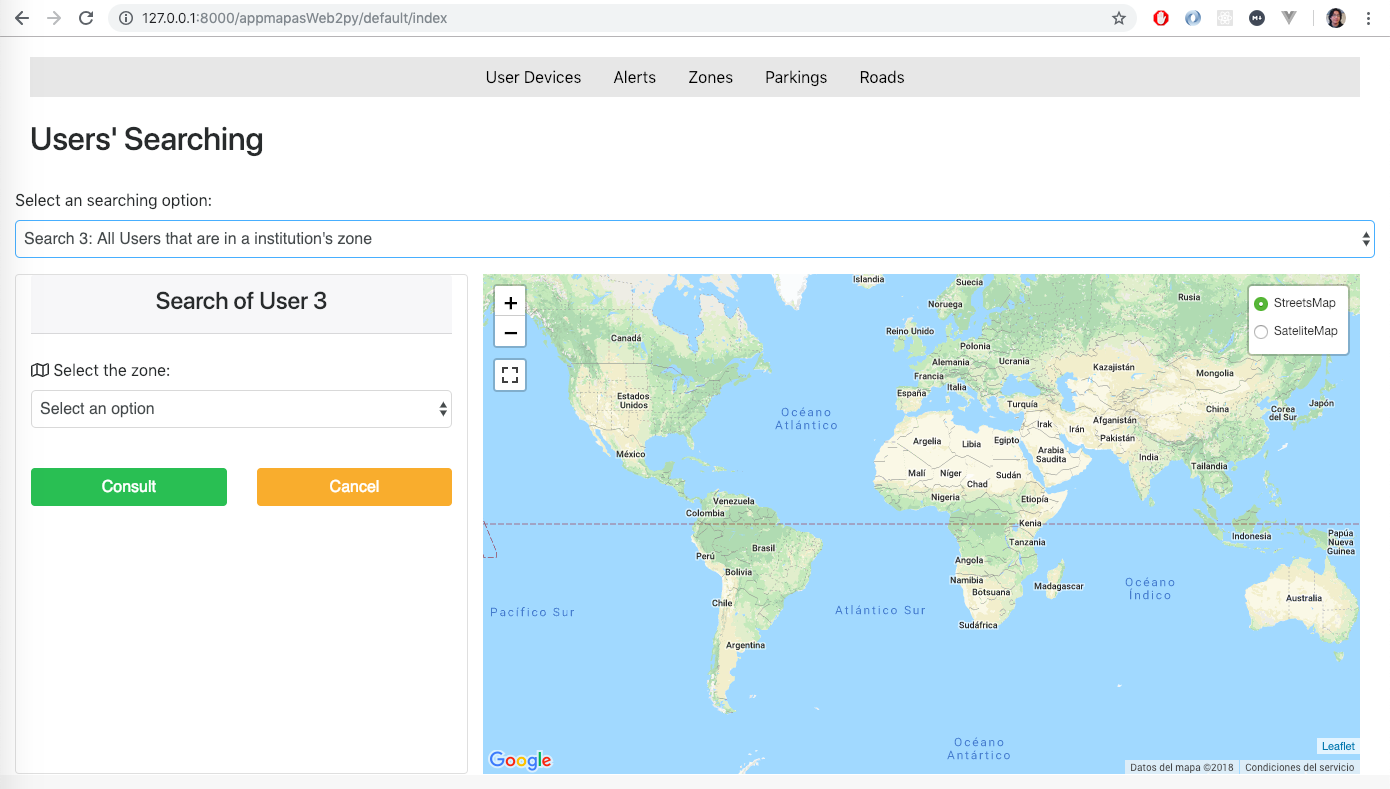 127.0.0.1:8000/appmapasWeb2py/default/index
User Devices Alerts Zones Parkings Roads
Users' Searching
Select an searching option:
Search 3: All Users that are in a institution's zone
Search of User 3
Select the zone:
Select an option
Consult Cancel
+
−
StreetsMap
SateliteMap
Islandia
Suecia
Rusia
Noruega
Reino Unido
Canadá
Polonia
Alemania
Ucrania
Kazajistán
Francia
Mongolia
Italia
España
Estados
Unidos
Turquía
Japón
China
Corea
del Sur
Océano
Atlántico
Afganistán
Irak
Irán
Pakistán
Argelia
Libia
Egipto
Arabia
Saudita
México
India
Tailandia
Malí
Níger
Sudán
Chad
Nigeria
Etiopía
Venezuela
Colombia
Kenia
Indonesia
Papúa
Nueva
Guinea
Tanzania
Brasil
Perú
Angola
Bolivia
Namibia
Botsuana
Madagascar
Océano
Índico
Chile
Australia
Pacífico Sur
Atlántico Sur
Sudáfrica
Argentina
Océano
Antártico
Leaflet
Google
Datos del mapa ©2018 Condiciones del servicio